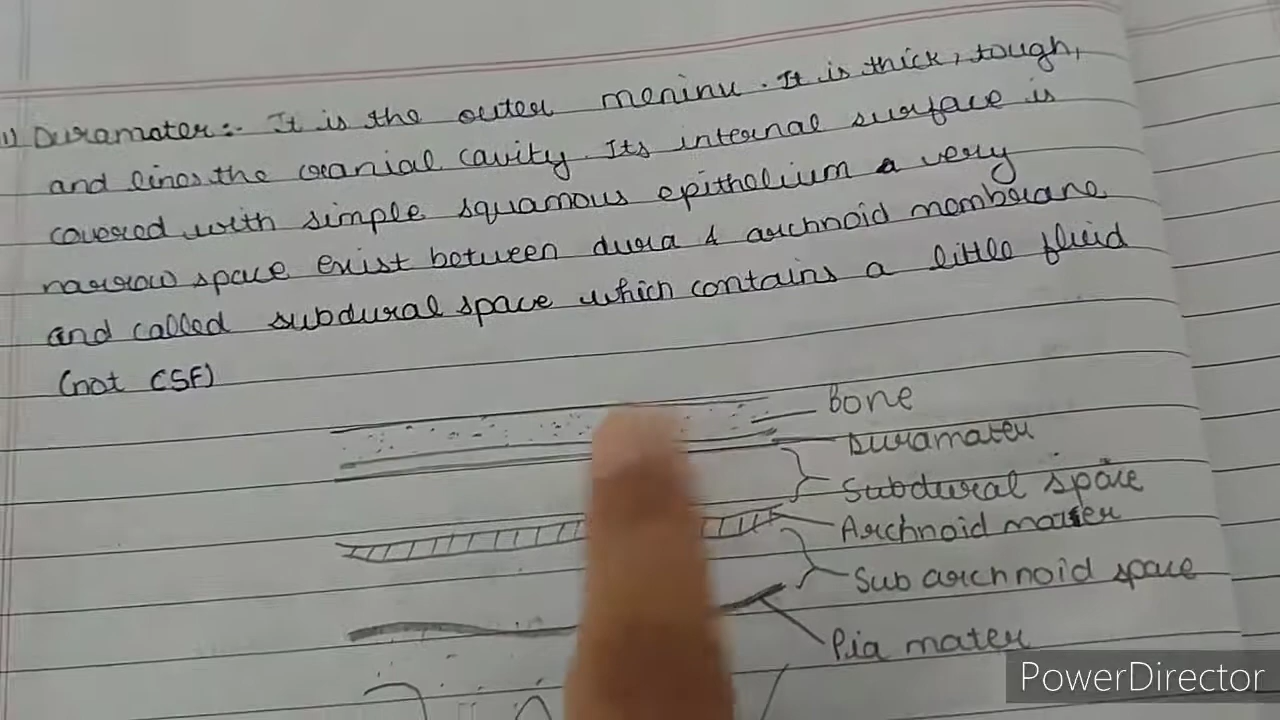 1) Duramater:- It is the outer meninx. It is thick, tough,
and lines the cranial cavity. Its internal surface is
covered with simple squamous epithelium a very
narrow space exist between dura & archnoid membrane
and called subdural space which contains a little fluid
(not CSF)
Bone
Duramater
Subdural space
Archnoid matter
Sub archnoid space
Pia mater
PowerDirector